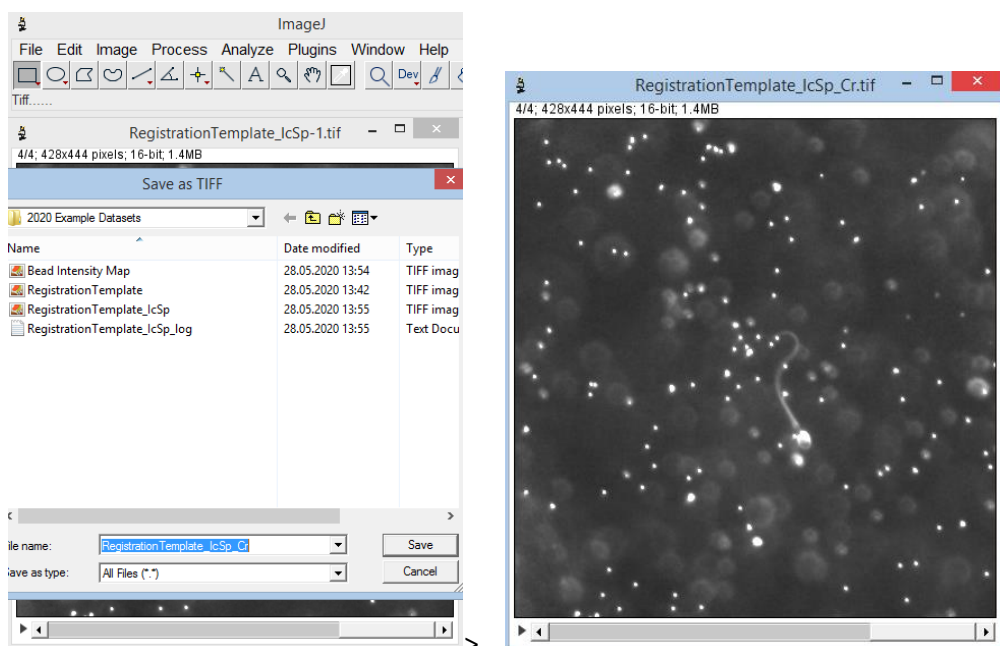 ImageJ
File Edit Image Process Analyze Plugins Window Help
A Dev
Tiff......
RegistrationTemplate_IcSp-1.tif
4/4; 428x444 pixels; 16-bit; 1.4MB
Save as TIFF
2020 Example Datasets
Name Date modified Type
Bead Intensity Map 28.05.2020 13:54 TIFF imag
RegistrationTemplate 28.05.2020 13:42 TIFF imag
RegistrationTemplate_IcSp 28.05.2020 13:55 TIFF imag
RegistrationTemplate_IcSp_log 28.05.2020 13:55 Text Docu
ile name: RegistrationTemplate_IcSp_Cr Save
ave as type: All Files (*.*) Cancel
>
RegistrationTemplate_IcSp_Cr.tif
4/4; 428x444 pixels; 16-bit; 1.4MB